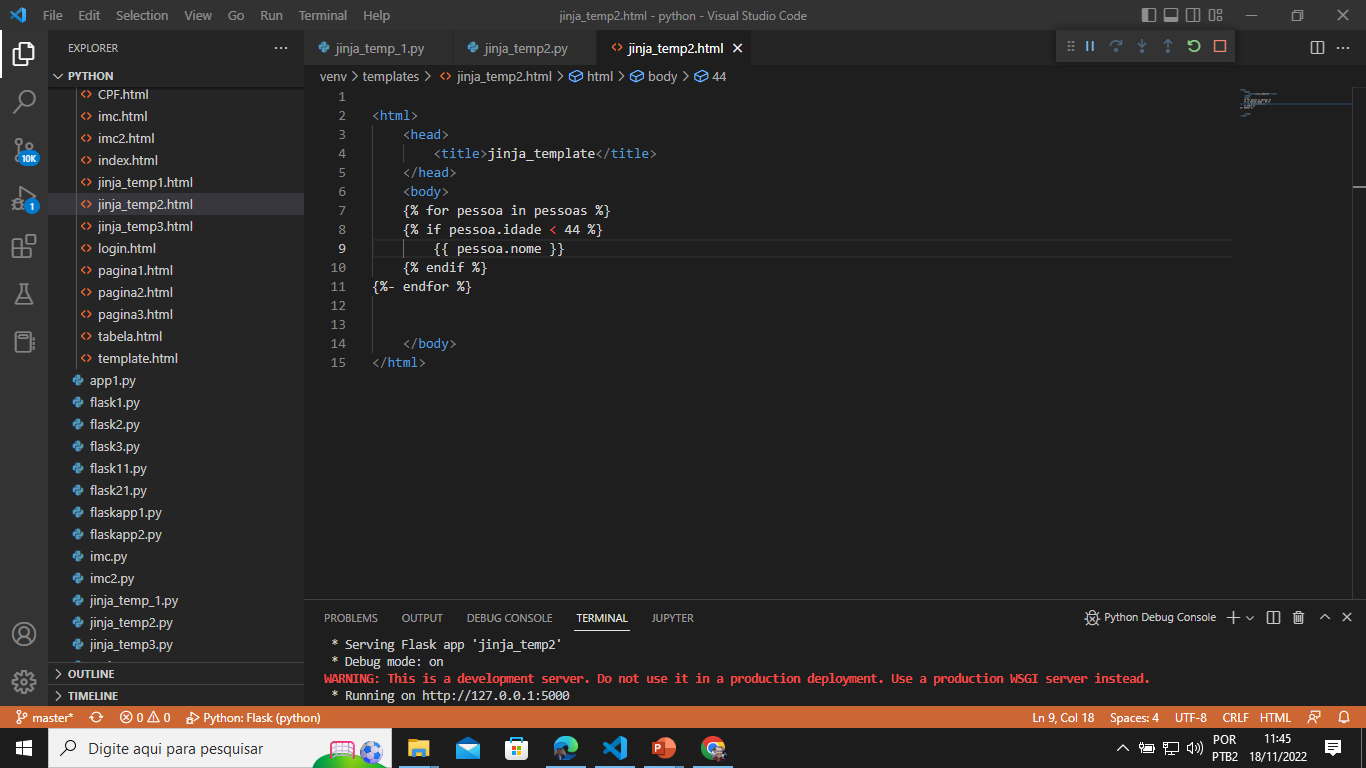 File Edit Selection View Go Run Terminal Help
jinja_temp2.html - python - Visual Studio Code
EXPLORER
PYTHON
CPF.html
imc.html
imc2.html
index.html
jinja_temp1.html
jinja_temp2.html
jinja_temp3.html
login.html
pagina1.html
pagina2.html
pagina3.html
tabela.html
template.html
app1.py
flask1.py
flask2.py
flask3.py
flask11.py
flask21.py
flaskapp1.py
flaskapp2.py
imc.py
imc2.py
jinja_temp_1.py
jinja_temp2.py
jinja_temp3.py
OUTLINE
TIMELINE
10K
1
jinja_temp_1.py jinja_temp2.py jinja_temp2.html
venv > templates > jinja_temp2.html > html > body > 44
1
2 <html>
3 <head>
4 <title>jinja_template</title>
5 </head>
6 <body>
7 {% for pessoa in pessoas %}
8 {% if pessoa.idade < 44 %}
9 {{ pessoa.nome }}
10 {% endif %}
11 {%- endfor %}
12
13
14 </body>
15 </html>
PROBLEMS OUTPUT DEBUG CONSOLE TERMINAL JUPYTER
Python Debug Console
* Serving Flask app 'jinja_temp2'
* Debug mode: on
WARNING: This is a development server. Do not use it in a production deployment. Use a production WSGI server instead.
* Running on http://127.0.0.1:5000
master* 0 0 Python: Flask (python)
Ln 9, Col 18 Spaces: 4 UTF-8 CRLF HTML
Digite aqui para pesquisar
POR
PTB2
11:45
18/11/2022